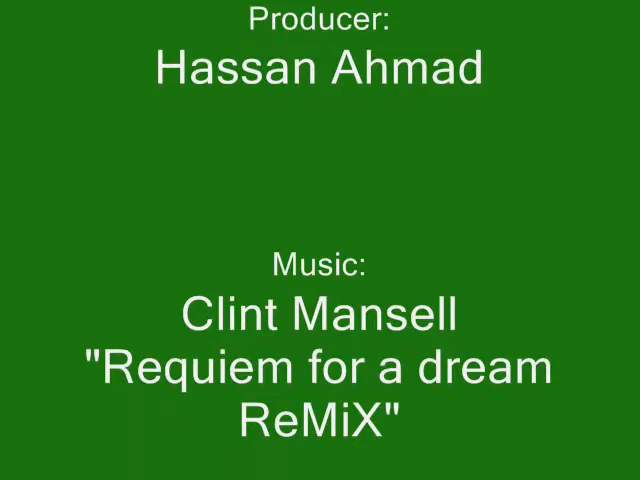 Producer:
Hassan Ahmad
Music:
Clint Mansell
"Requiem for a dream
ReMiX"